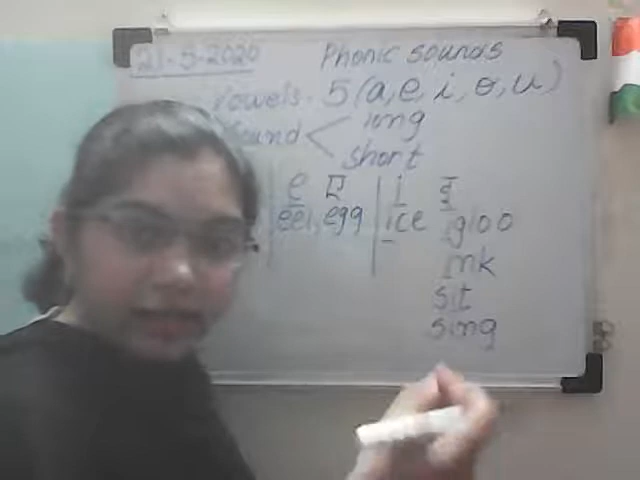 21-5-2020 Phonic sounds
Vowels - 5 (a, e, i, o, u)
Sound < long
short
e
eel, egg
i
ice igloo
ink
sit
sing